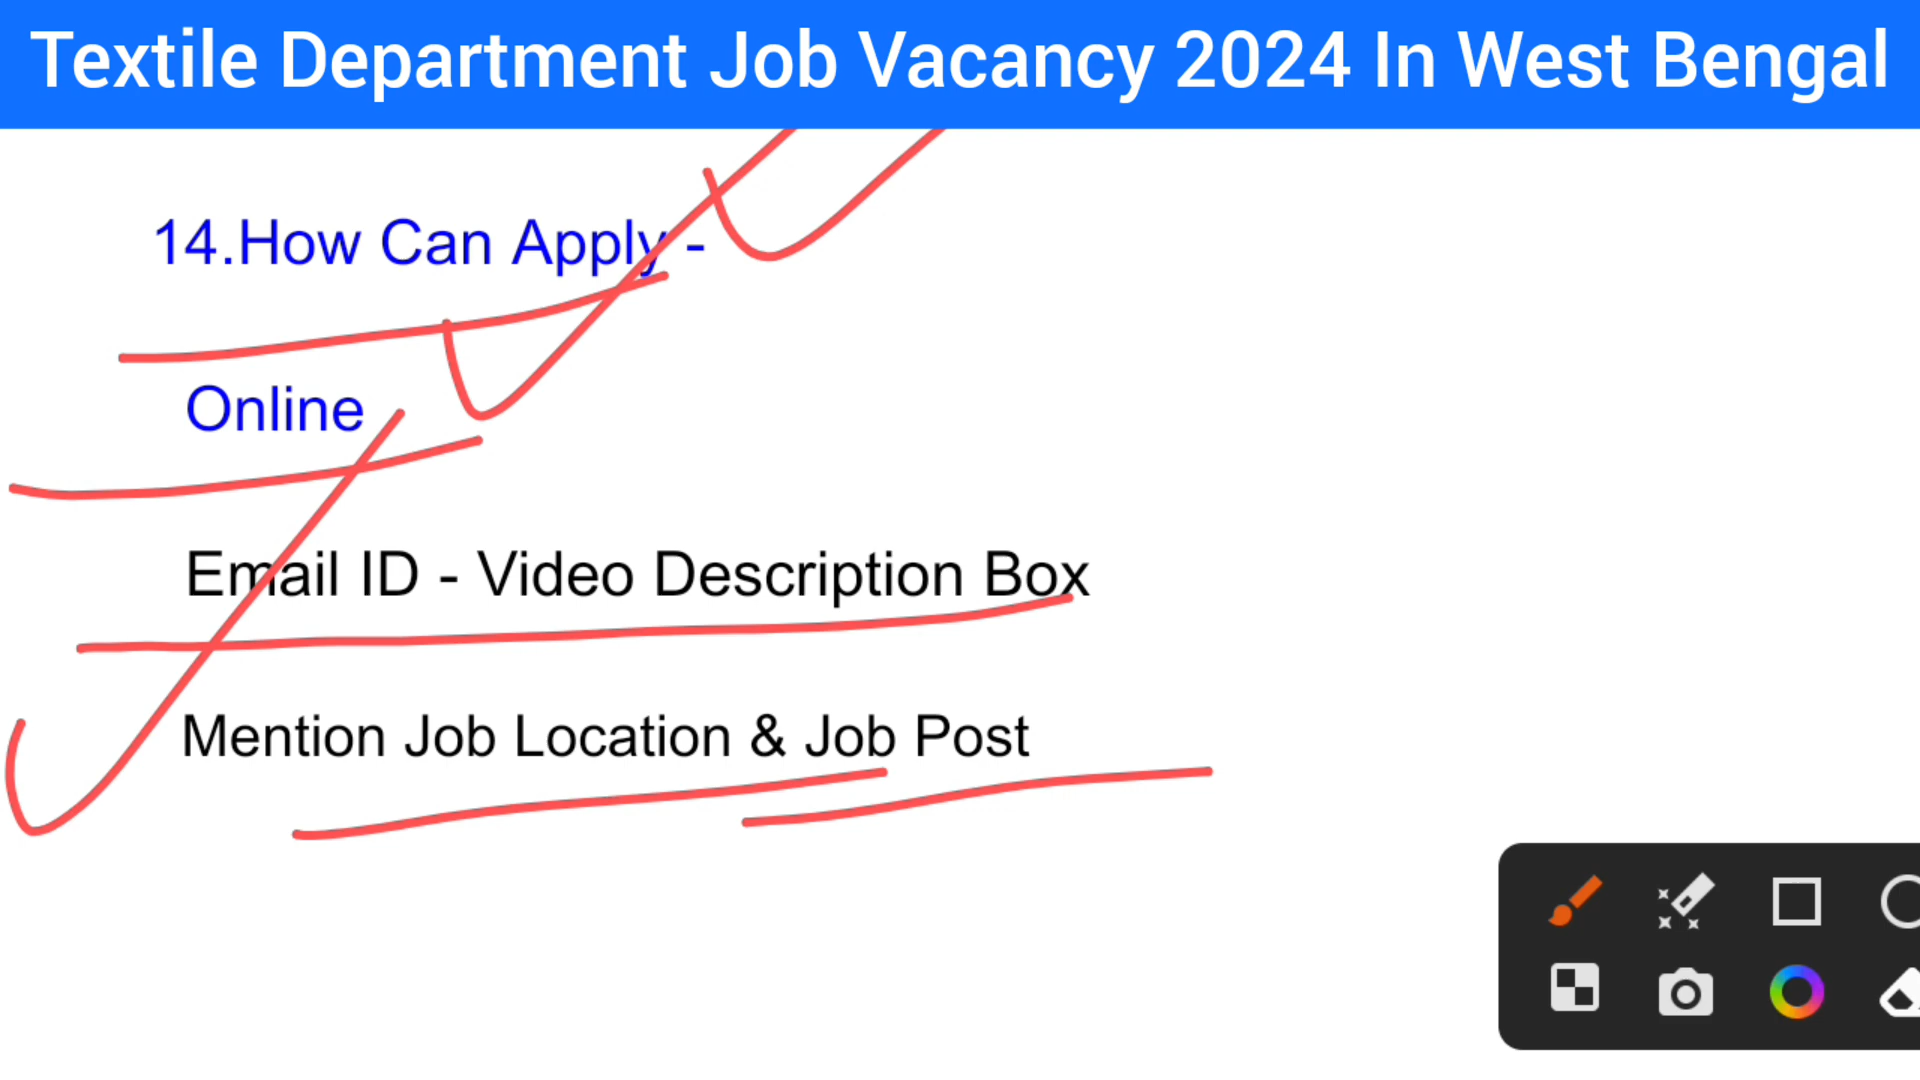 Textile Department Job Vacancy 2024 In West Bengal
14.How Can Apply -
Online
Email ID - Video Description Box
Mention Job Location & Job Post